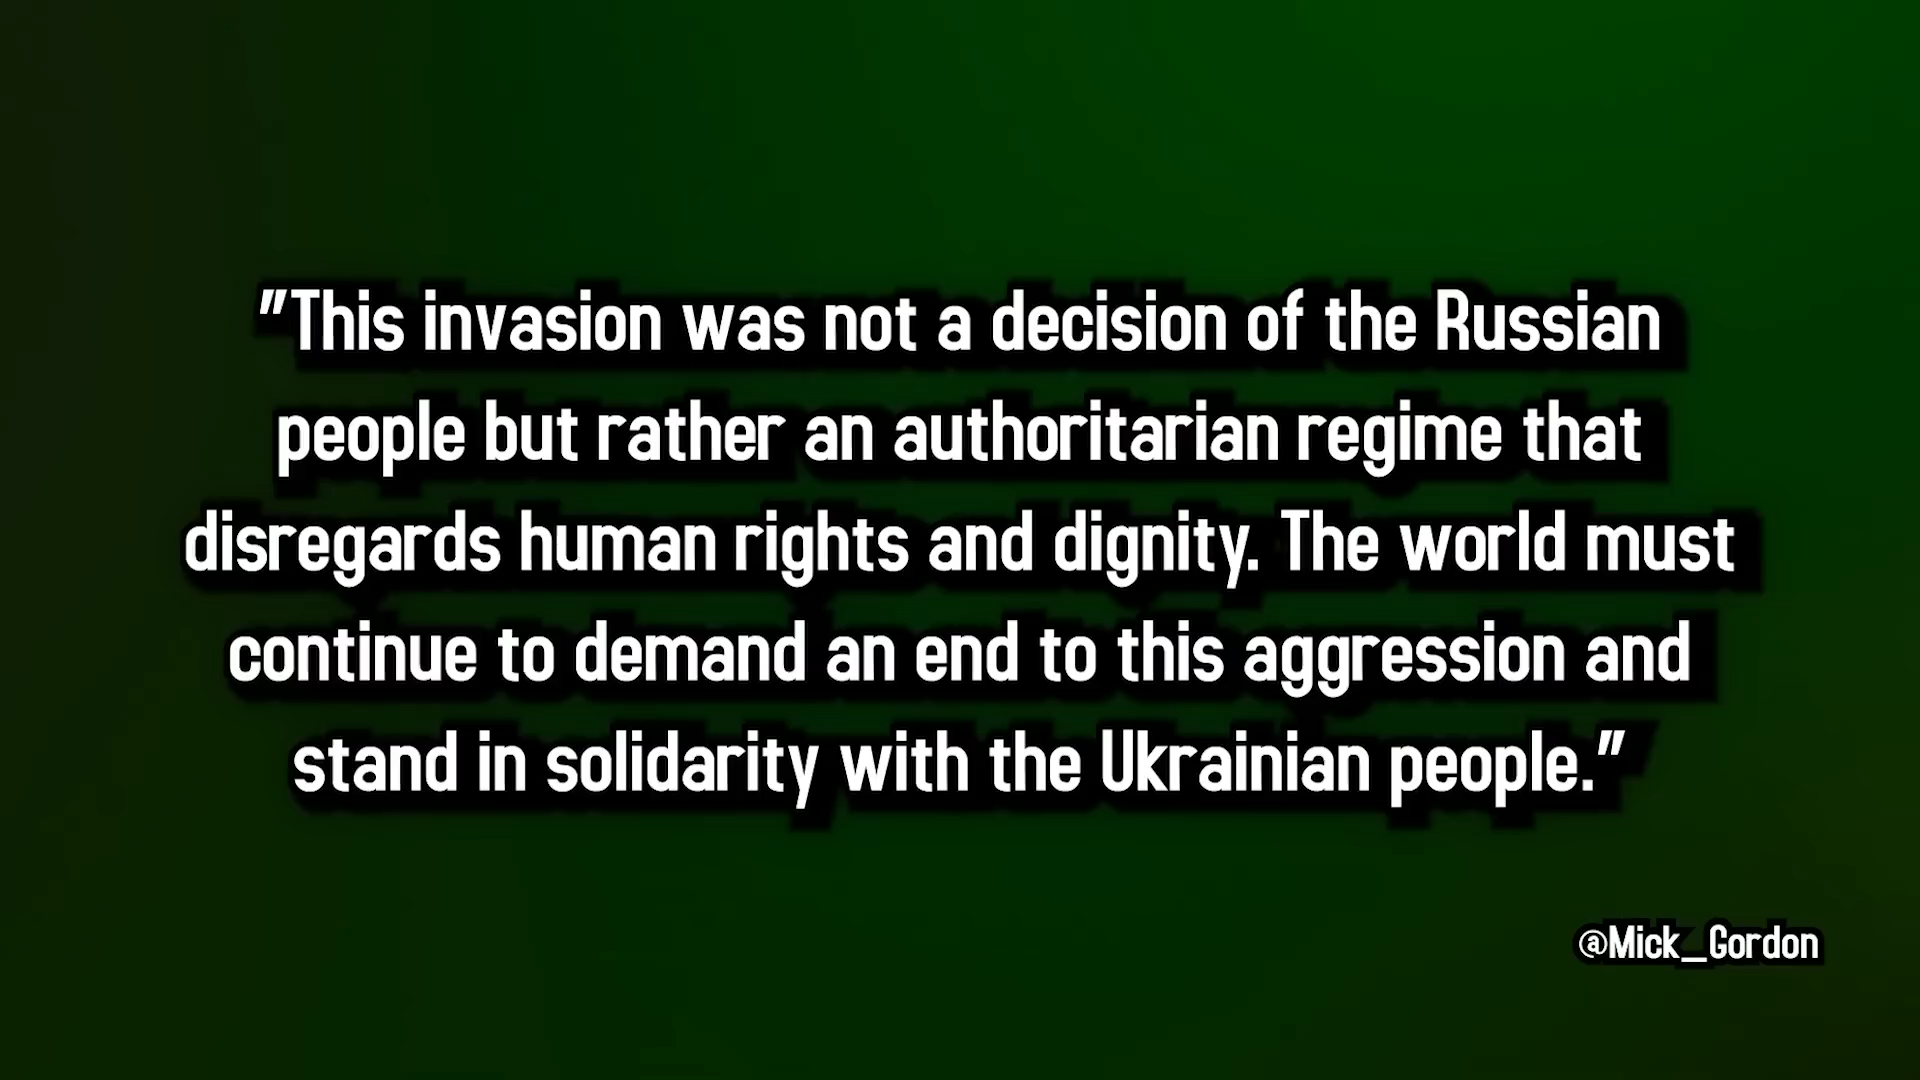 "This invasion was not a decision of the Russian
people but rather an authoritarian regime that
disregards human rights and dignity. The world must
continue to demand an end to this aggression and
stand in solidarity with the Ukrainian people."
@Mick_Gordon